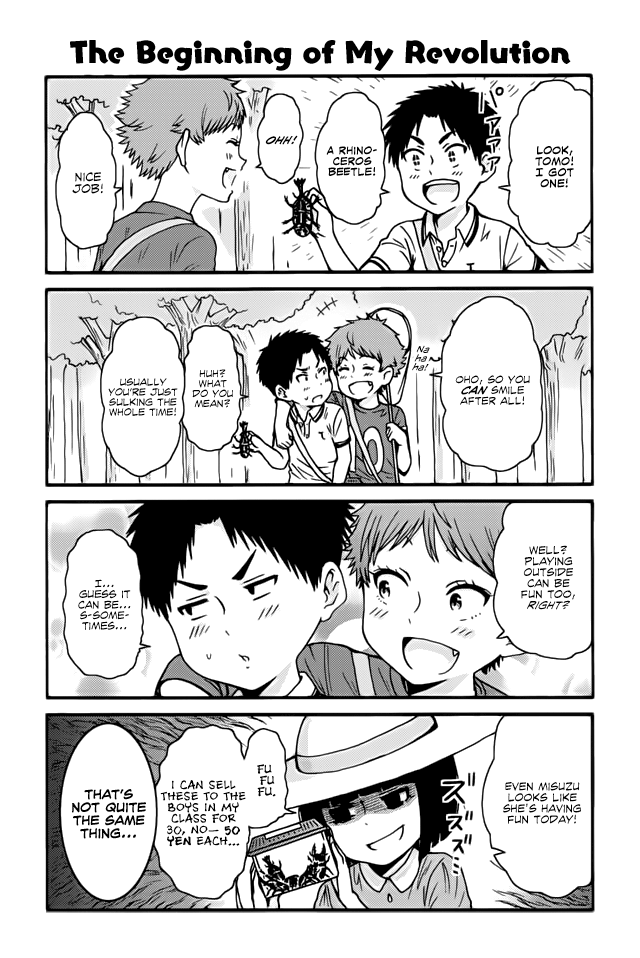 The Beginning of My Revolution
LOOK,
TOMO!
I GOT
ONE!
パァァァ
A RHINO-
CEROS
BEETLE!
OHH!
NICE
JOB!
OHO, SO YOU
CAN SMILE
AFTER ALL!
Na
ha
ha!
HUH?
WHAT
DO YOU
MEAN?
USUALLY
YOU'RE JUST
SULKING THE
WHOLE TIME!
WELL?
PLAYING
OUTSIDE
CAN BE
FUN TOO,
RIGHT?
I...
GUESS IT
CAN BE...
S-SOME-
TIMES...
EVEN MISUZU
LOOKS LIKE
SHE'S HAVING
FUN TODAY!
ズズズ...
FU
FU
FU.
I CAN SELL
THESE TO THE
BOYS IN MY
CLASS FOR
30, NO— 50
YEN EACH...
THAT'S
NOT QUITE
THE SAME
THING...